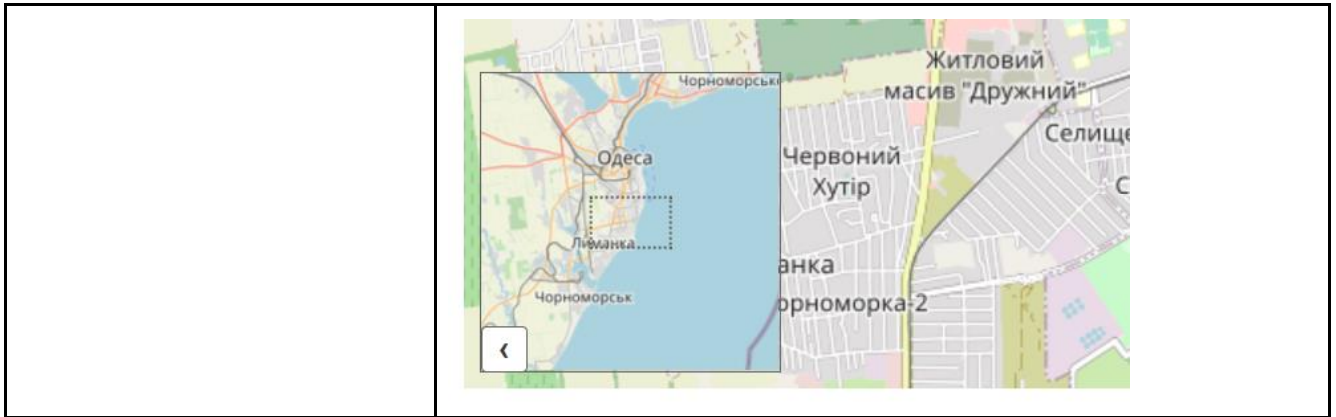 Житловий
масив "Дружний"
Чорноморськ
Селище
Одеса
Червоний
Хутір
С
Лиманка
анка
Чорноморськ
орноморка-2